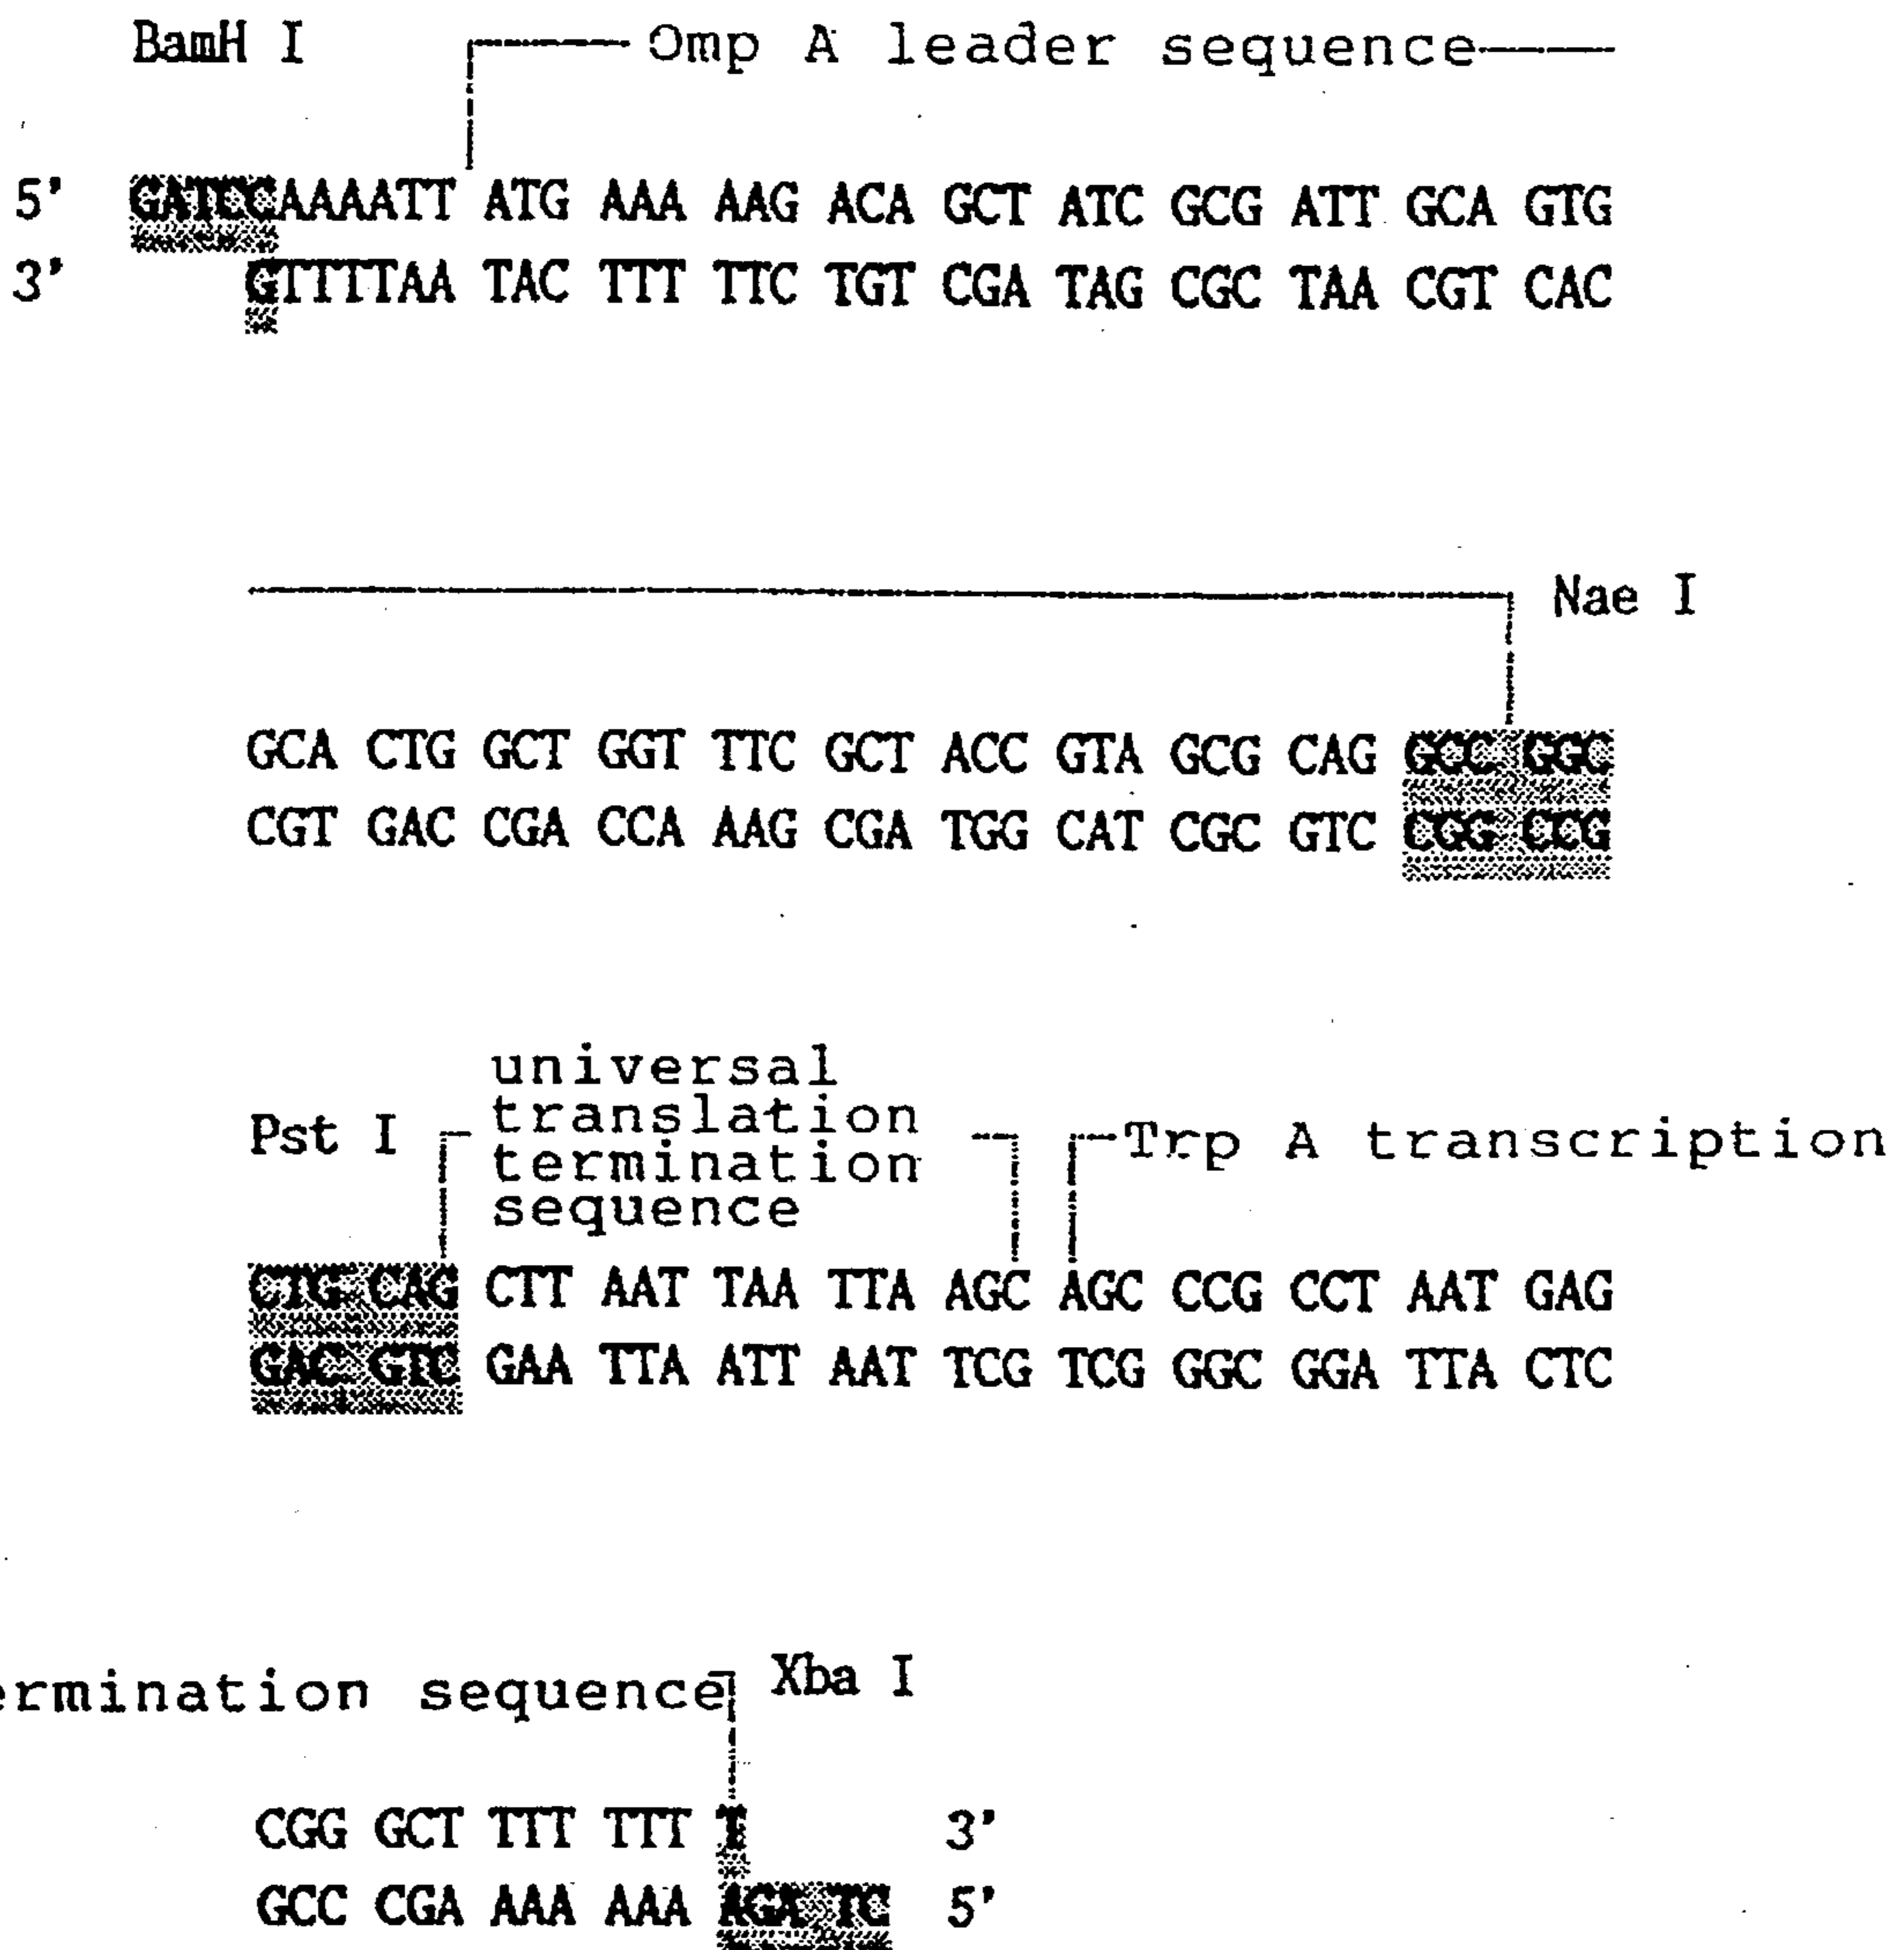 BamH I Omp A leader sequence
5' GATCCAAAATT ATG AAA AAG ACA GCT ATC GCG ATT GCA GTG
3' GTTTTAA TAC TTT TTC TGT CGA TAG CGC TAA CGT CAC
Nae I
GCA CTG GCT GGT TTC GCT ACC GTA GCG CAG GCC GGC
CGT GAC CGA CCA AAG CGA TGG CAT CGC GTC CGG CCG
universal
translation
Pst I termination Trp A transcription
sequence
CTG CAG CTT AAT TAA TTA AGC AGC CCG CCT AAT GAG
GAC GTC GAA TTA ATT AAT TCG TCG GGC GGA TTA CTC
ermination sequence Xba I
CGG GCT TTT TTT T 3'
GCC CGA AAA AAA AGA TC 5'